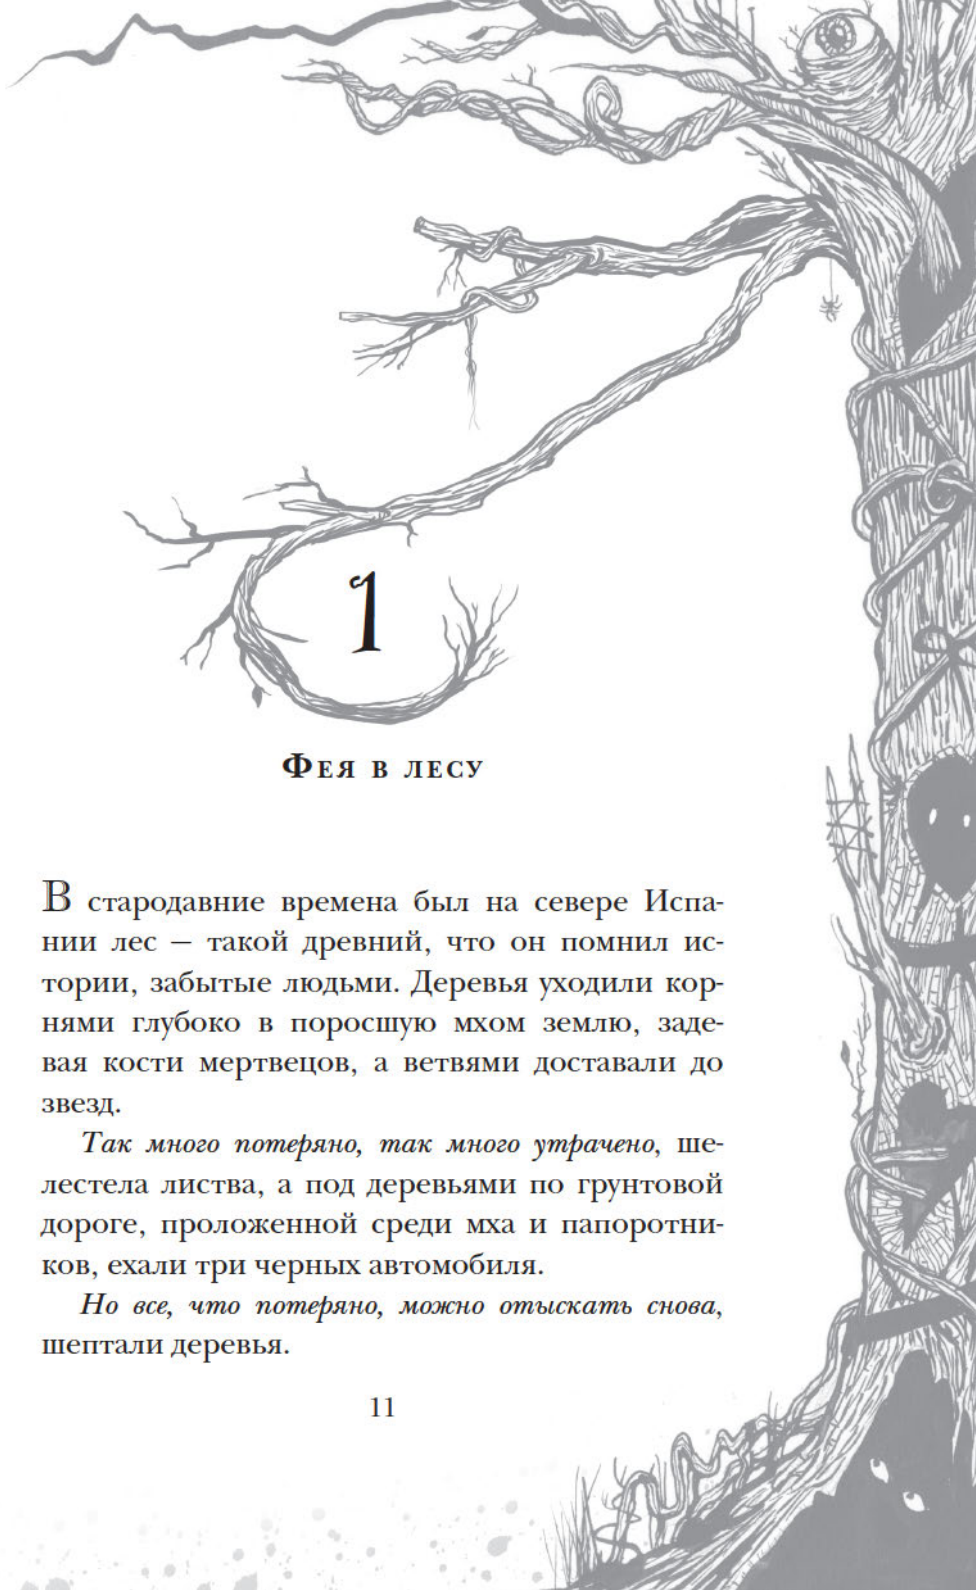 1
Фея в лесу
В стародавние времена был на севере Испа-
нии лес — такой древний, что он помнил ис-
тории, забытые людьми. Деревья уходили кор-
нями глубоко в поросшую мхом землю, заде-
вая кости мертвецов, а ветвями доставали до
звезд.
Так много потеряно, так много утрачено, ше-
лестела листва, а под деревьями по грунтовой
дороге, проложенной среди мха и папоротни-
ков, ехали три черных автомобиля.
Но все, что потеряно, можно отыскать снова,
шептали деревья.
11